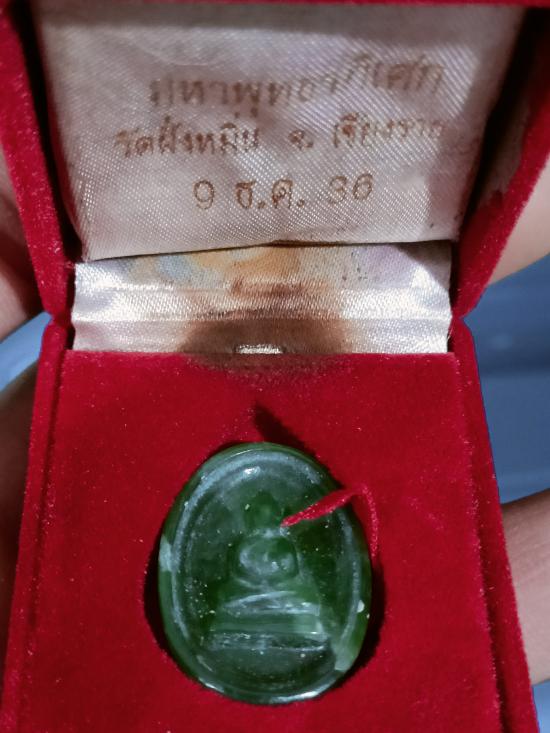 มหาพุทธาภิเศก
วัดฝั่งหมิ่น จ. เชียงราย
9 ธ.ค. 36